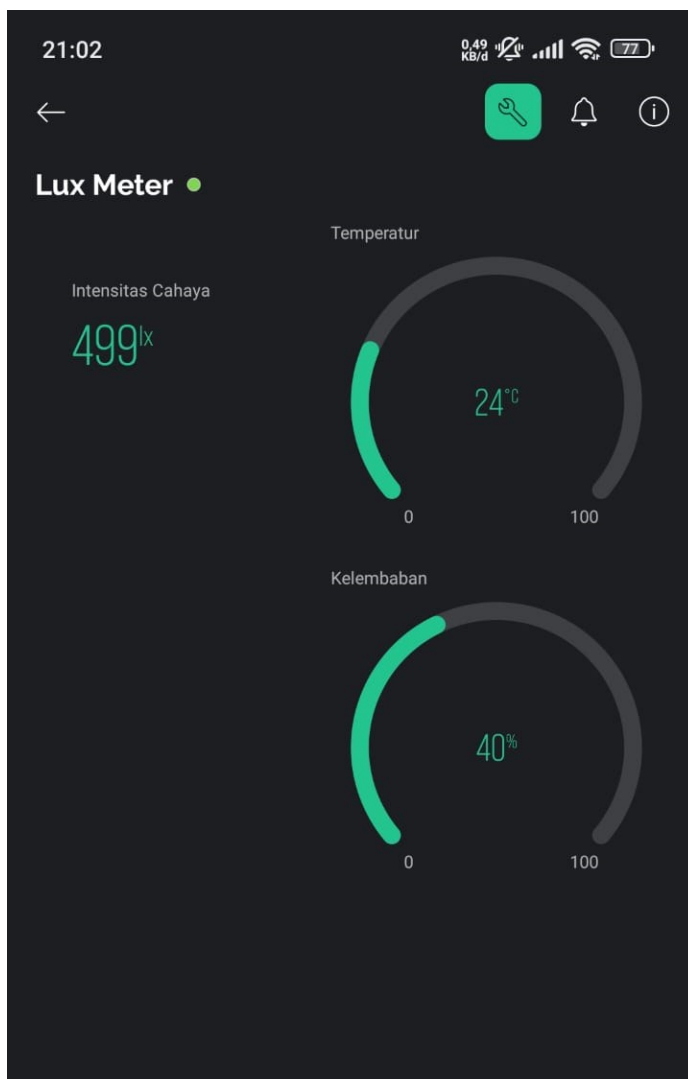 21:02
0,49
KB/d
77
Lux Meter
Temperatur
Intensitas Cahaya
499lx
24°C
0 100
Kelembaban
40%
0 100